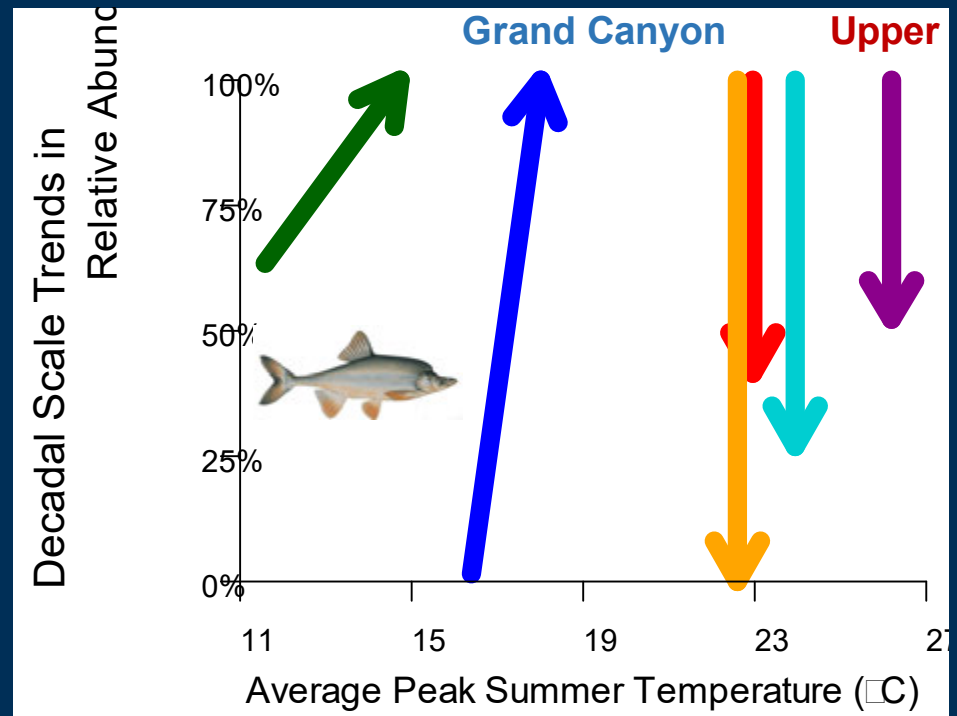 Grand Canyon
Upper
Decadal Scale Trends in
Relative Abund
100%
75%
50%
25%
0%
11
15
19
23
27
Average Peak Summer Temperature (□C)